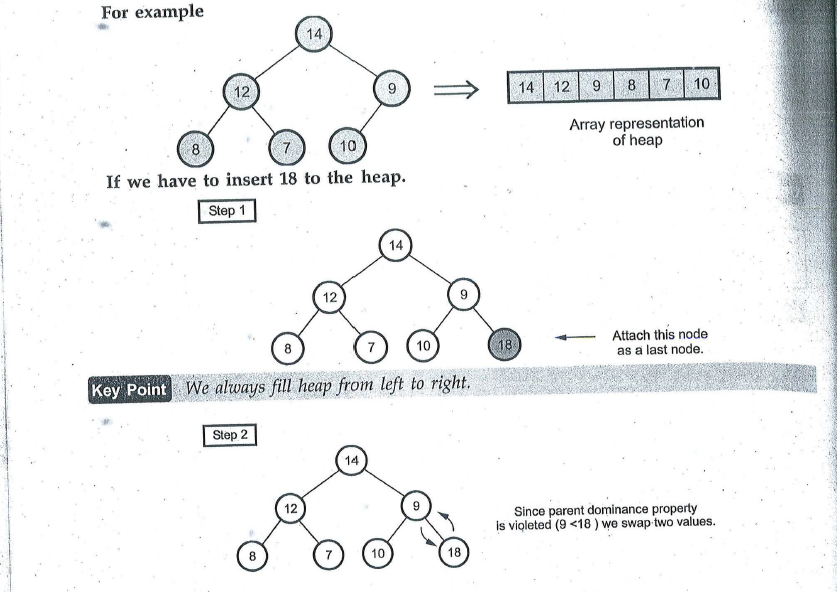 For example
14
12
9
8
7
10
14 12 9 8 7 10
Array representation
of heap
If we have to insert 18 to the heap.
Step 1
14
12
9
8
7
10
18
Attach this node
as a last node.
Key Point We always fill heap from left to right.
Step 2
14
12
9
8
7
10
18
Since parent dominance property
is violeted (9 <18 ) we swap two values.